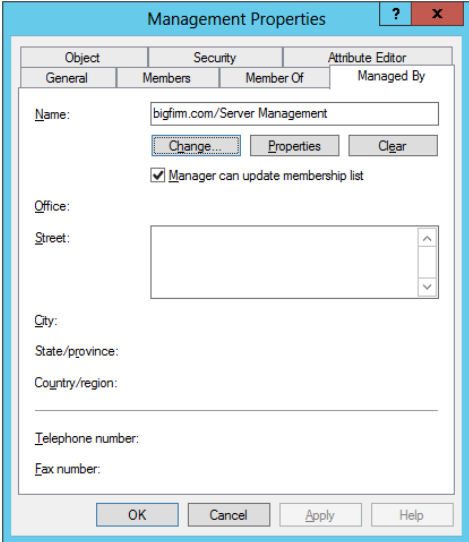 Management Properties
? x
Object Security Attribute Editor
General Members Member Of Managed By
Name: bigfirm.com/Server Management
Change... Properties Clear
Manager can update membership list
Office:
Street:
City:
State/province:
Country/region:
Telephone number:
Fax number:
OK Cancel Apply Help